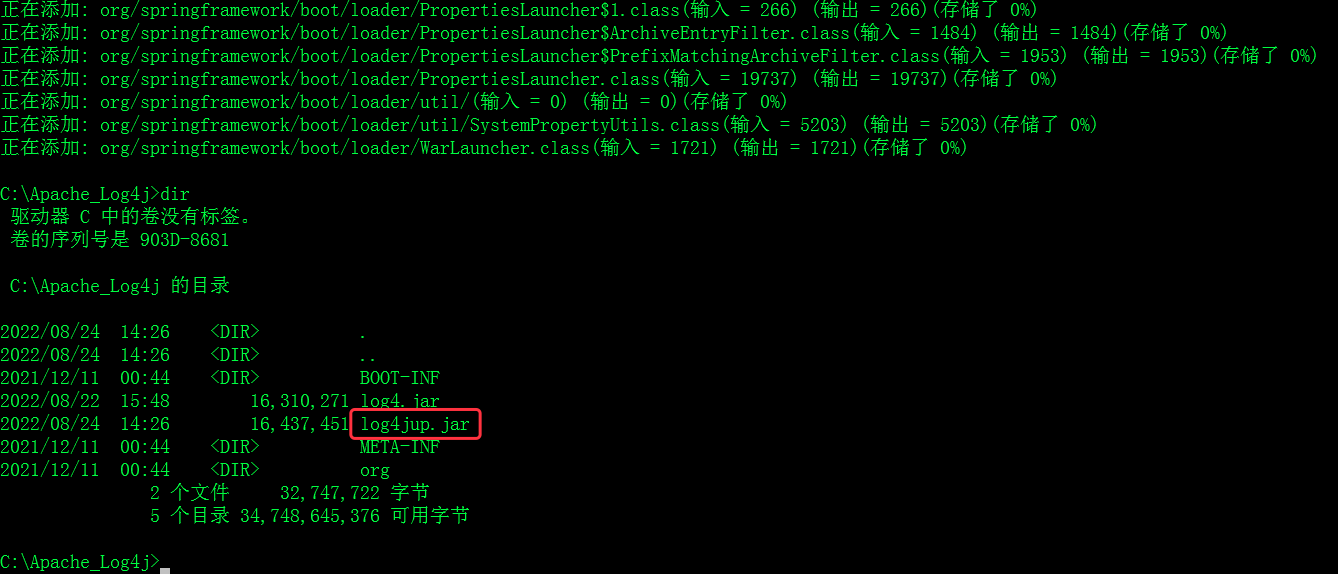 正在添加: org/springframework/boot/loader/PropertiesLauncher$1.class(输入 = 266) (输出 = 266)(存储了 0%)
正在添加: org/springframework/boot/loader/PropertiesLauncher$ArchiveEntryFilter.class(输入 = 1484) (输出 = 1484)(存储了 0%)
正在添加: org/springframework/boot/loader/PropertiesLauncher$PrefixMatchingArchiveFilter.class(输入 = 1953) (输出 = 1953)(存储了 0%)
正在添加: org/springframework/boot/loader/PropertiesLauncher.class(输入 = 19737) (输出 = 19737)(存储了 0%)
正在添加: org/springframework/boot/loader/util/(输入 = 0) (输出 = 0)(存储了 0%)
正在添加: org/springframework/boot/loader/util/SystemPropertyUtils.class(输入 = 5203) (输出 = 5203)(存储了 0%)
正在添加: org/springframework/boot/loader/WarLauncher.class(输入 = 1721) (输出 = 1721)(存储了 0%)
C:\Apache_Log4j>dir
驱动器 C 中的卷没有标签。
卷的序列号是 903D-8681
C:\Apache_Log4j 的目录
2022/08/24  14:26    <DIR>          .
2022/08/24  14:26    <DIR>          ..
2021/12/11  00:44    <DIR>          BOOT-INF
2022/08/22  15:48        16,310,271 log4.jar
2022/08/24  14:26        16,437,451 log4jup.jar
2021/12/11  00:44    <DIR>          META-INF
2021/12/11  00:44    <DIR>          org
2 个文件     32,747,722 字节
5 个目录 34,748,645,376 可用字节
C:\Apache_Log4j>